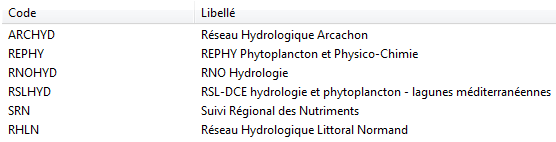 Code Libellé
ARCHYD Réseau Hydrologique Arcachon
REPHY REPHY Phytoplancton et Physico-Chimie
RNOHYD RNO Hydrologie
RSLHYD RSL-DCE hydrologie et phytoplancton - lagunes méditerranéennes
SRN Suivi Régional des Nutriments
RHLN Réseau Hydrologique Littoral Normand